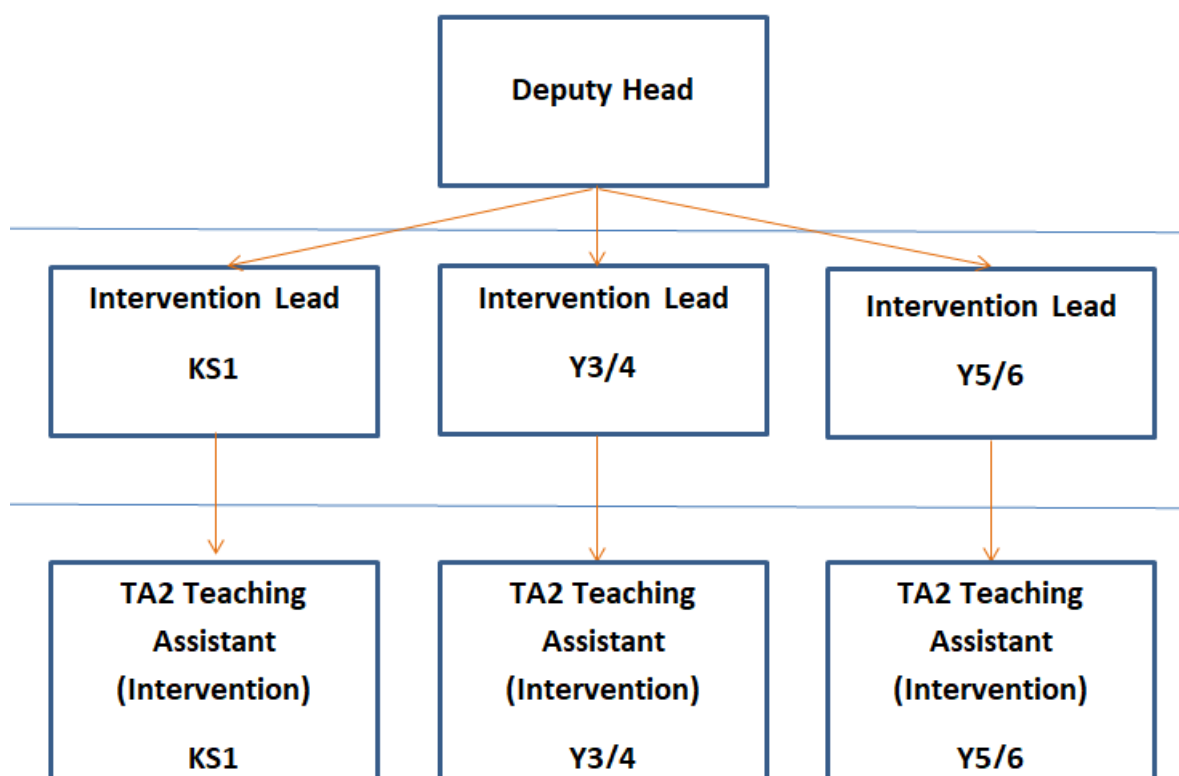 Deputy Head
Intervention Lead
KS1
Intervention Lead
Y3/4
Intervention Lead
Y5/6
TA2 Teaching
Assistant
(Intervention)
KS1
TA2 Teaching
Assistant
(Intervention)
Y3/4
TA2 Teaching
Assistant
(Intervention)
Y5/6